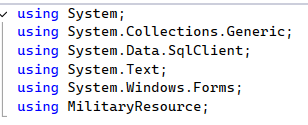 using System;
using System.Collections.Generic;
using System.Data.SqlClient;
using System.Text;
using System.Windows.Forms;
using MilitaryResource;